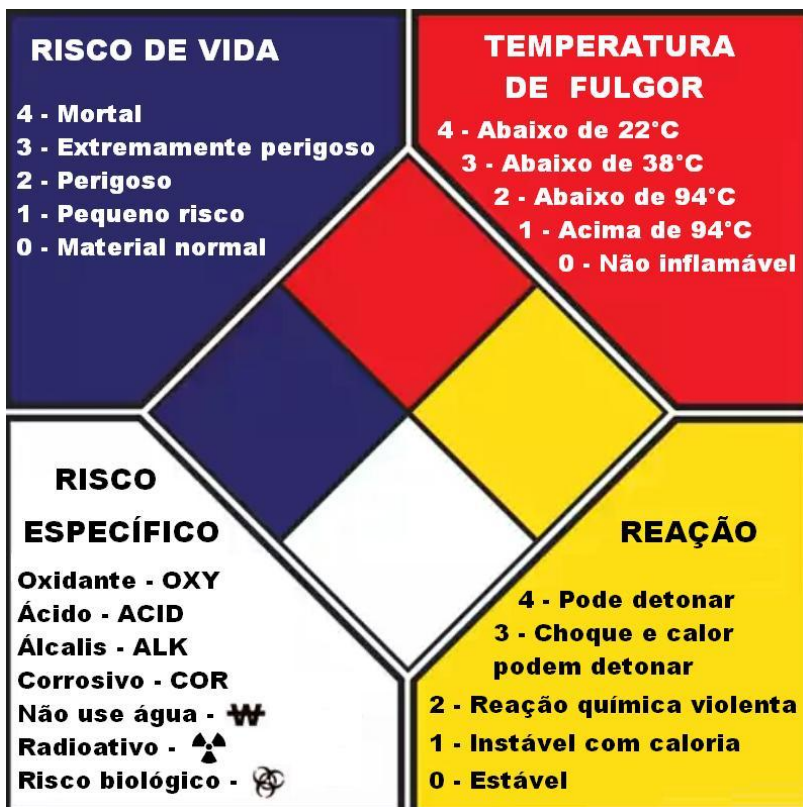 RISCO DE VIDA
4 - Mortal
3 - Extremamente perigoso
2 - Perigoso
1 - Pequeno risco
0 - Material normal
TEMPERATURA
DE FULGOR
4 - Abaixo de 22°C
3 - Abaixo de 38°C
2 - Abaixo de 94°C
1 - Acima de 94°C
0 - Não inflamável
RISCO
ESPECÍFICO
Oxidante - OXY
Ácido - ACID
Álcalis - ALK
Corrosivo - COR
Não use água - W
Radioativo - ☢
Risco biológico - ☣
REAÇÃO
4 - Pode detonar
3 - Choque e calor
podem detonar
2 - Reação química violenta
1 - Instável com caloria
0 - Estável